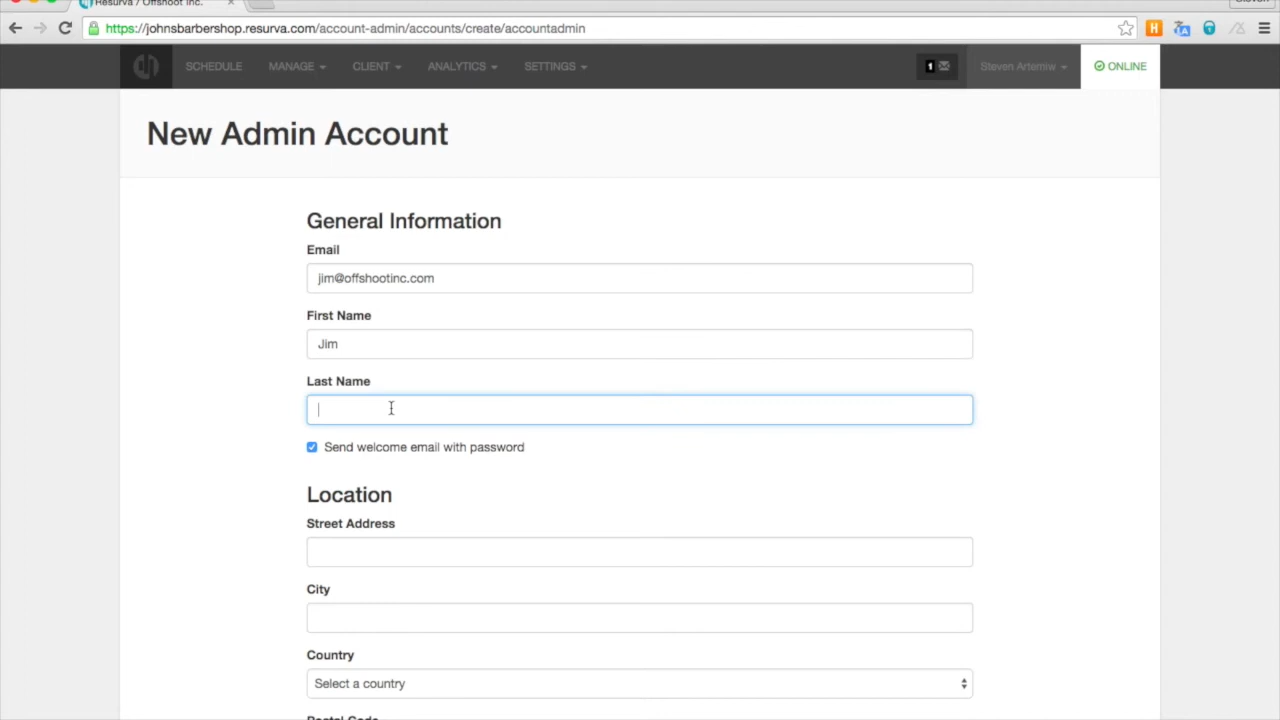 Resurva / Offshoot Inc.
Steven
https://johnsbarbershop.resurva.com/account-admin/accounts/create/accountadmin
SCHEDULE MANAGE CLIENT ANALYTICS SETTINGS 1 Steven Artemiw ONLINE
New Admin Account
General Information
Email
jim@offshootinc.com
First Name
Jim
Last Name
Send welcome email with password
Location
Street Address
City
Country
Select a country
Postal Code